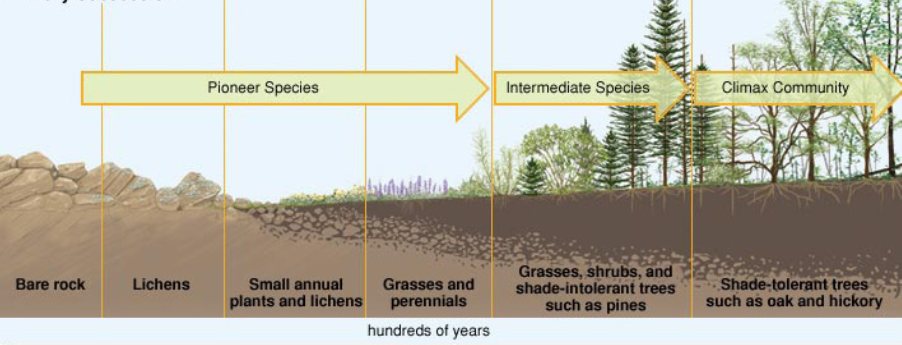 Pioneer Species
Intermediate Species
Climax Community
Bare rock
Lichens
Small annual
plants and lichens
Grasses and
perennials
Grasses, shrubs, and
shade-intolerant trees
such as pines
Shade-tolerant trees
such as oak and hickory
hundreds of years